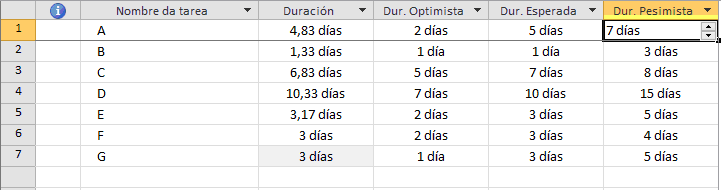 Nombre da tarea Duración Dur. Optimista Dur. Esperada Dur. Pesimista
1 A 4,83 días 2 días 5 días 7 días
2 B 1,33 días 1 día 1 día 3 días
3 C 6,83 días 5 días 7 días 8 días
4 D 10,33 días 7 días 10 días 15 días
5 E 3,17 días 2 días 3 días 5 días
6 F 3 días 2 días 3 días 4 días
7 G 3 días 1 día 3 días 5 días